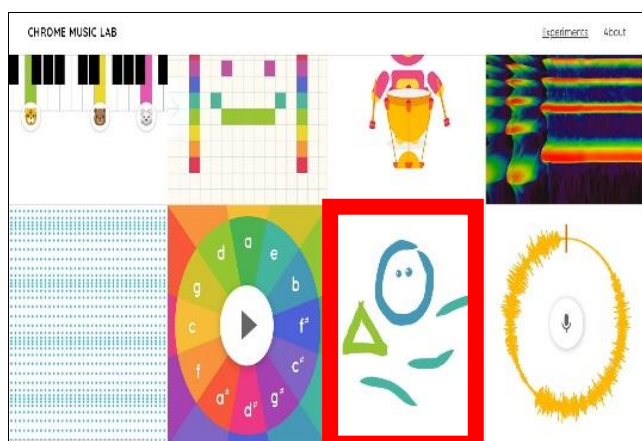 CHROME MUSIC LAB
Experiments About
a
e
b
f♯
c♯
g♯
d♯
a♯
f
c
g
d